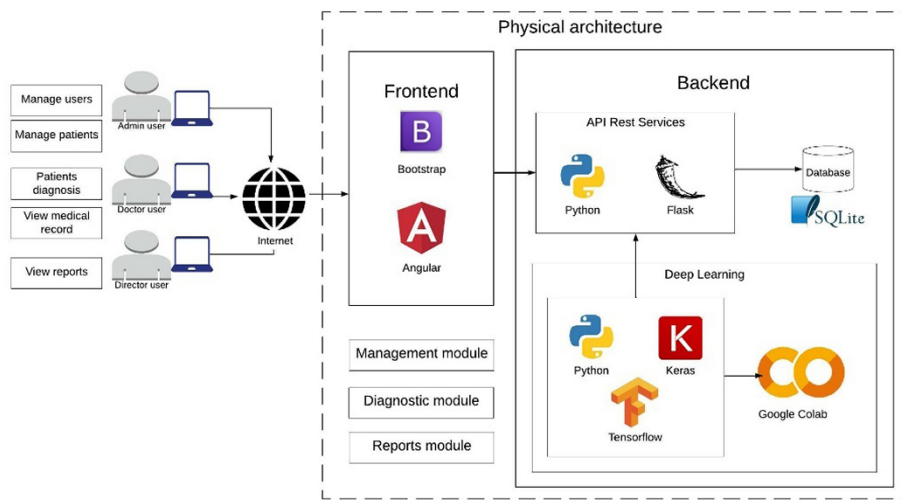 Physical architecture
Manage users
Manage patients
Admin user
Patients
diagnosis
View medical
record
Doctor user
View reports
Director user
Internet
Frontend
B
Bootstrap
A
Angular
Management module
Diagnostic module
Reports module
Backend
API Rest Services
Python
Flask
Database
SQLite
Deep Learning
Python
K
Keras
Tensorflow
CO
Google Colab